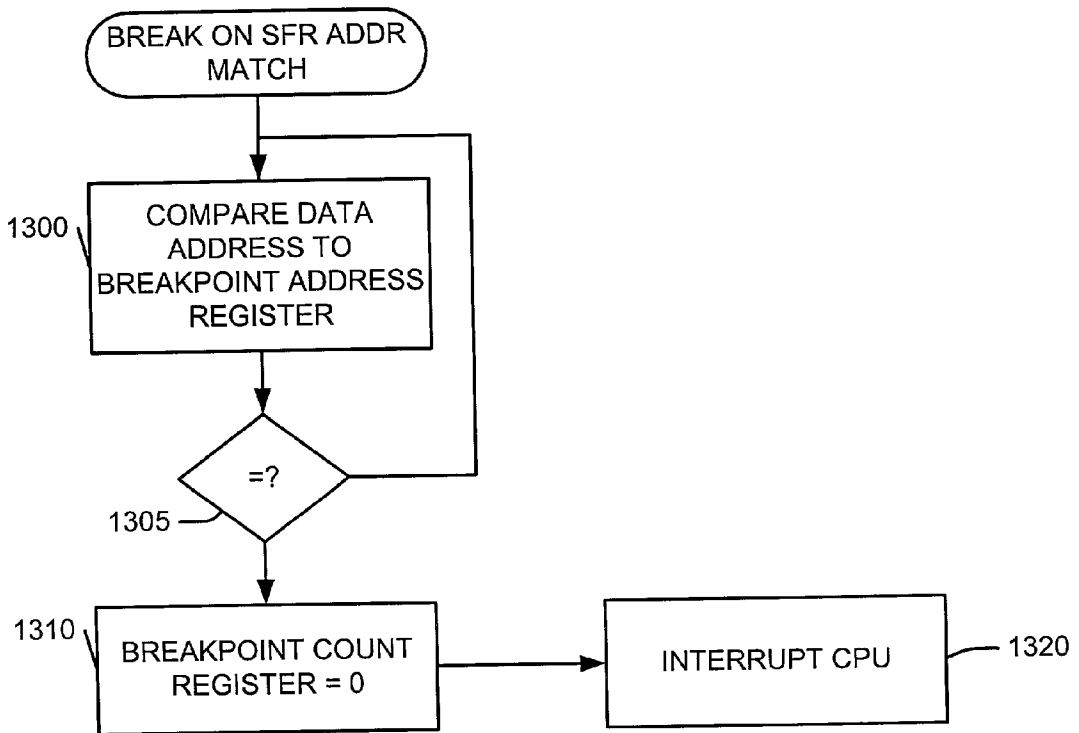 BREAK ON SFR ADDR
MATCH
1300
COMPARE DATA
ADDRESS TO
BREAKPOINT ADDRESS
REGISTER
=?
1305
1310
BREAKPOINT COUNT
REGISTER = 0
INTERRUPT CPU
1320